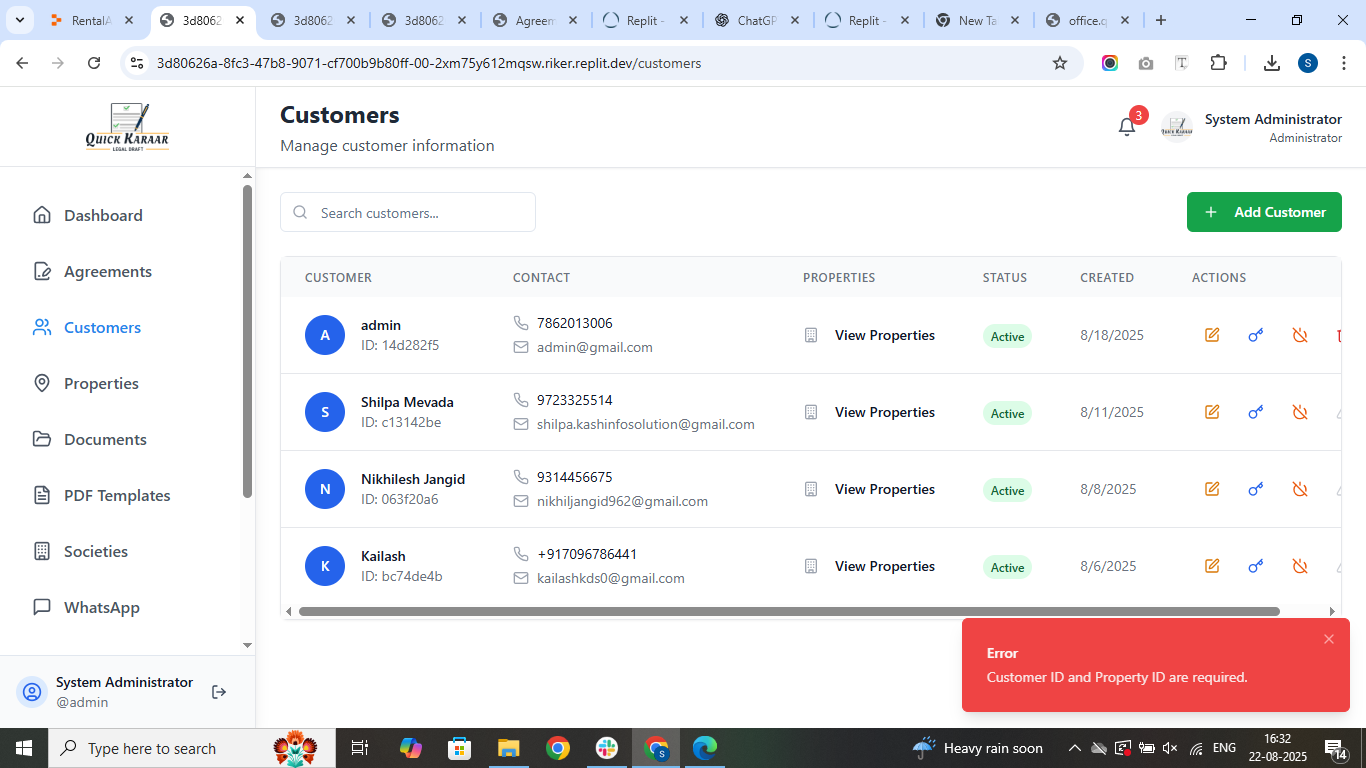 RentalA
3d8062
3d8062
3d8062
Agreem
Replit -
ChatGP
Replit -
New Ta
office.q
3d80626a-8fc3-47b8-9071-cf700b9b80ff-00-2xm75y612mqsw.riker.replit.dev/customers
S
QUICK KARAAR
LEGAL DRAFT
Dashboard
Agreements
Customers
Properties
Documents
PDF Templates
Societies
WhatsApp
System Administrator
@admin
Customers
Manage customer information
3
System Administrator
Administrator
Search customers...
+ Add Customer
CUSTOMER CONTACT PROPERTIES STATUS CREATED ACTIONS
A admin 7862013006 View Properties Active 8/18/2025
ID: 14d282f5 admin@gmail.com
S Shilpa Mevada 9723325514 View Properties Active 8/11/2025
ID: c13142be shilpa.kashinfosolution@gmail.com
N Nikhilesh Jangid 9314456675 View Properties Active 8/8/2025
ID: 063f20a6 nikhiljangid962@gmail.com
K Kailash +917096786441 View Properties Active 8/6/2025
ID: bc74de4b kailashkds0@gmail.com
Error
Customer ID and Property ID are required.
Type here to search
Heavy rain soon
ENG
16:32
22-08-2025
14